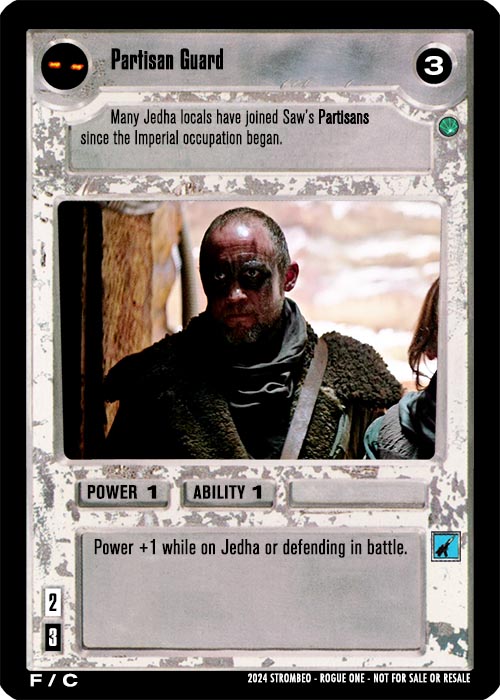 Partisan Guard
3
Many Jedha locals have joined Saw's Partisans
since the Imperial occupation began.
POWER 1 ABILITY 1
Power +1 while on Jedha or defending in battle.
2
3
F / C
2024 STROMBEO - ROGUE ONE - NOT FOR SALE OR RESALE